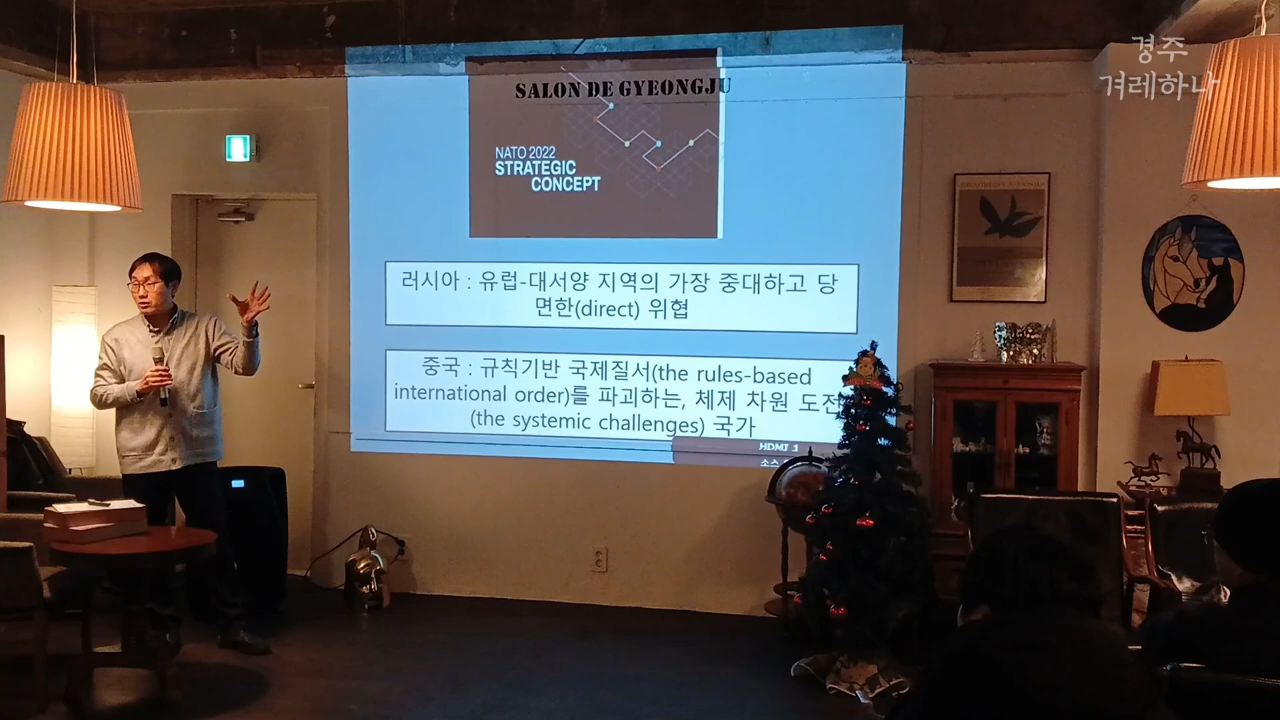 경주
겨레하나
SALON DE GYEONGJU
NATO 2022
STRATEGIC
CONCEPT
러시아 : 유럽-대서양 지역의 가장 중대하고 당
면한(direct) 위협
중국 : 규칙기반 국제질서(the rules-based
international order)를 파괴하는, 체제 차원 도전
(the systemic challenges) 국가
HDMI 1
소스